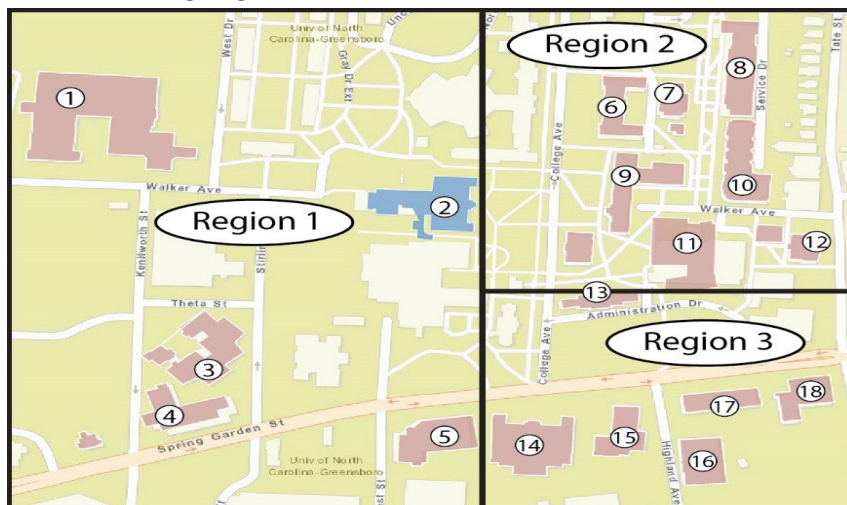 West Dr
Univ of North
Carolina-Greensboro
Gray Dr Ext
1
Walker Ave
2
Region 1
Kenilworth St
Theta St
3
4
Spring Garden St
5
Univ of North
Carolina-Greensboro
Region 2
Tate St
8
7
6
Service Dr
College Ave
9
10
Walker Ave
11
12
13
Administration Dr
College Ave
Region 3
18
17
14
15
16
Highland Ave